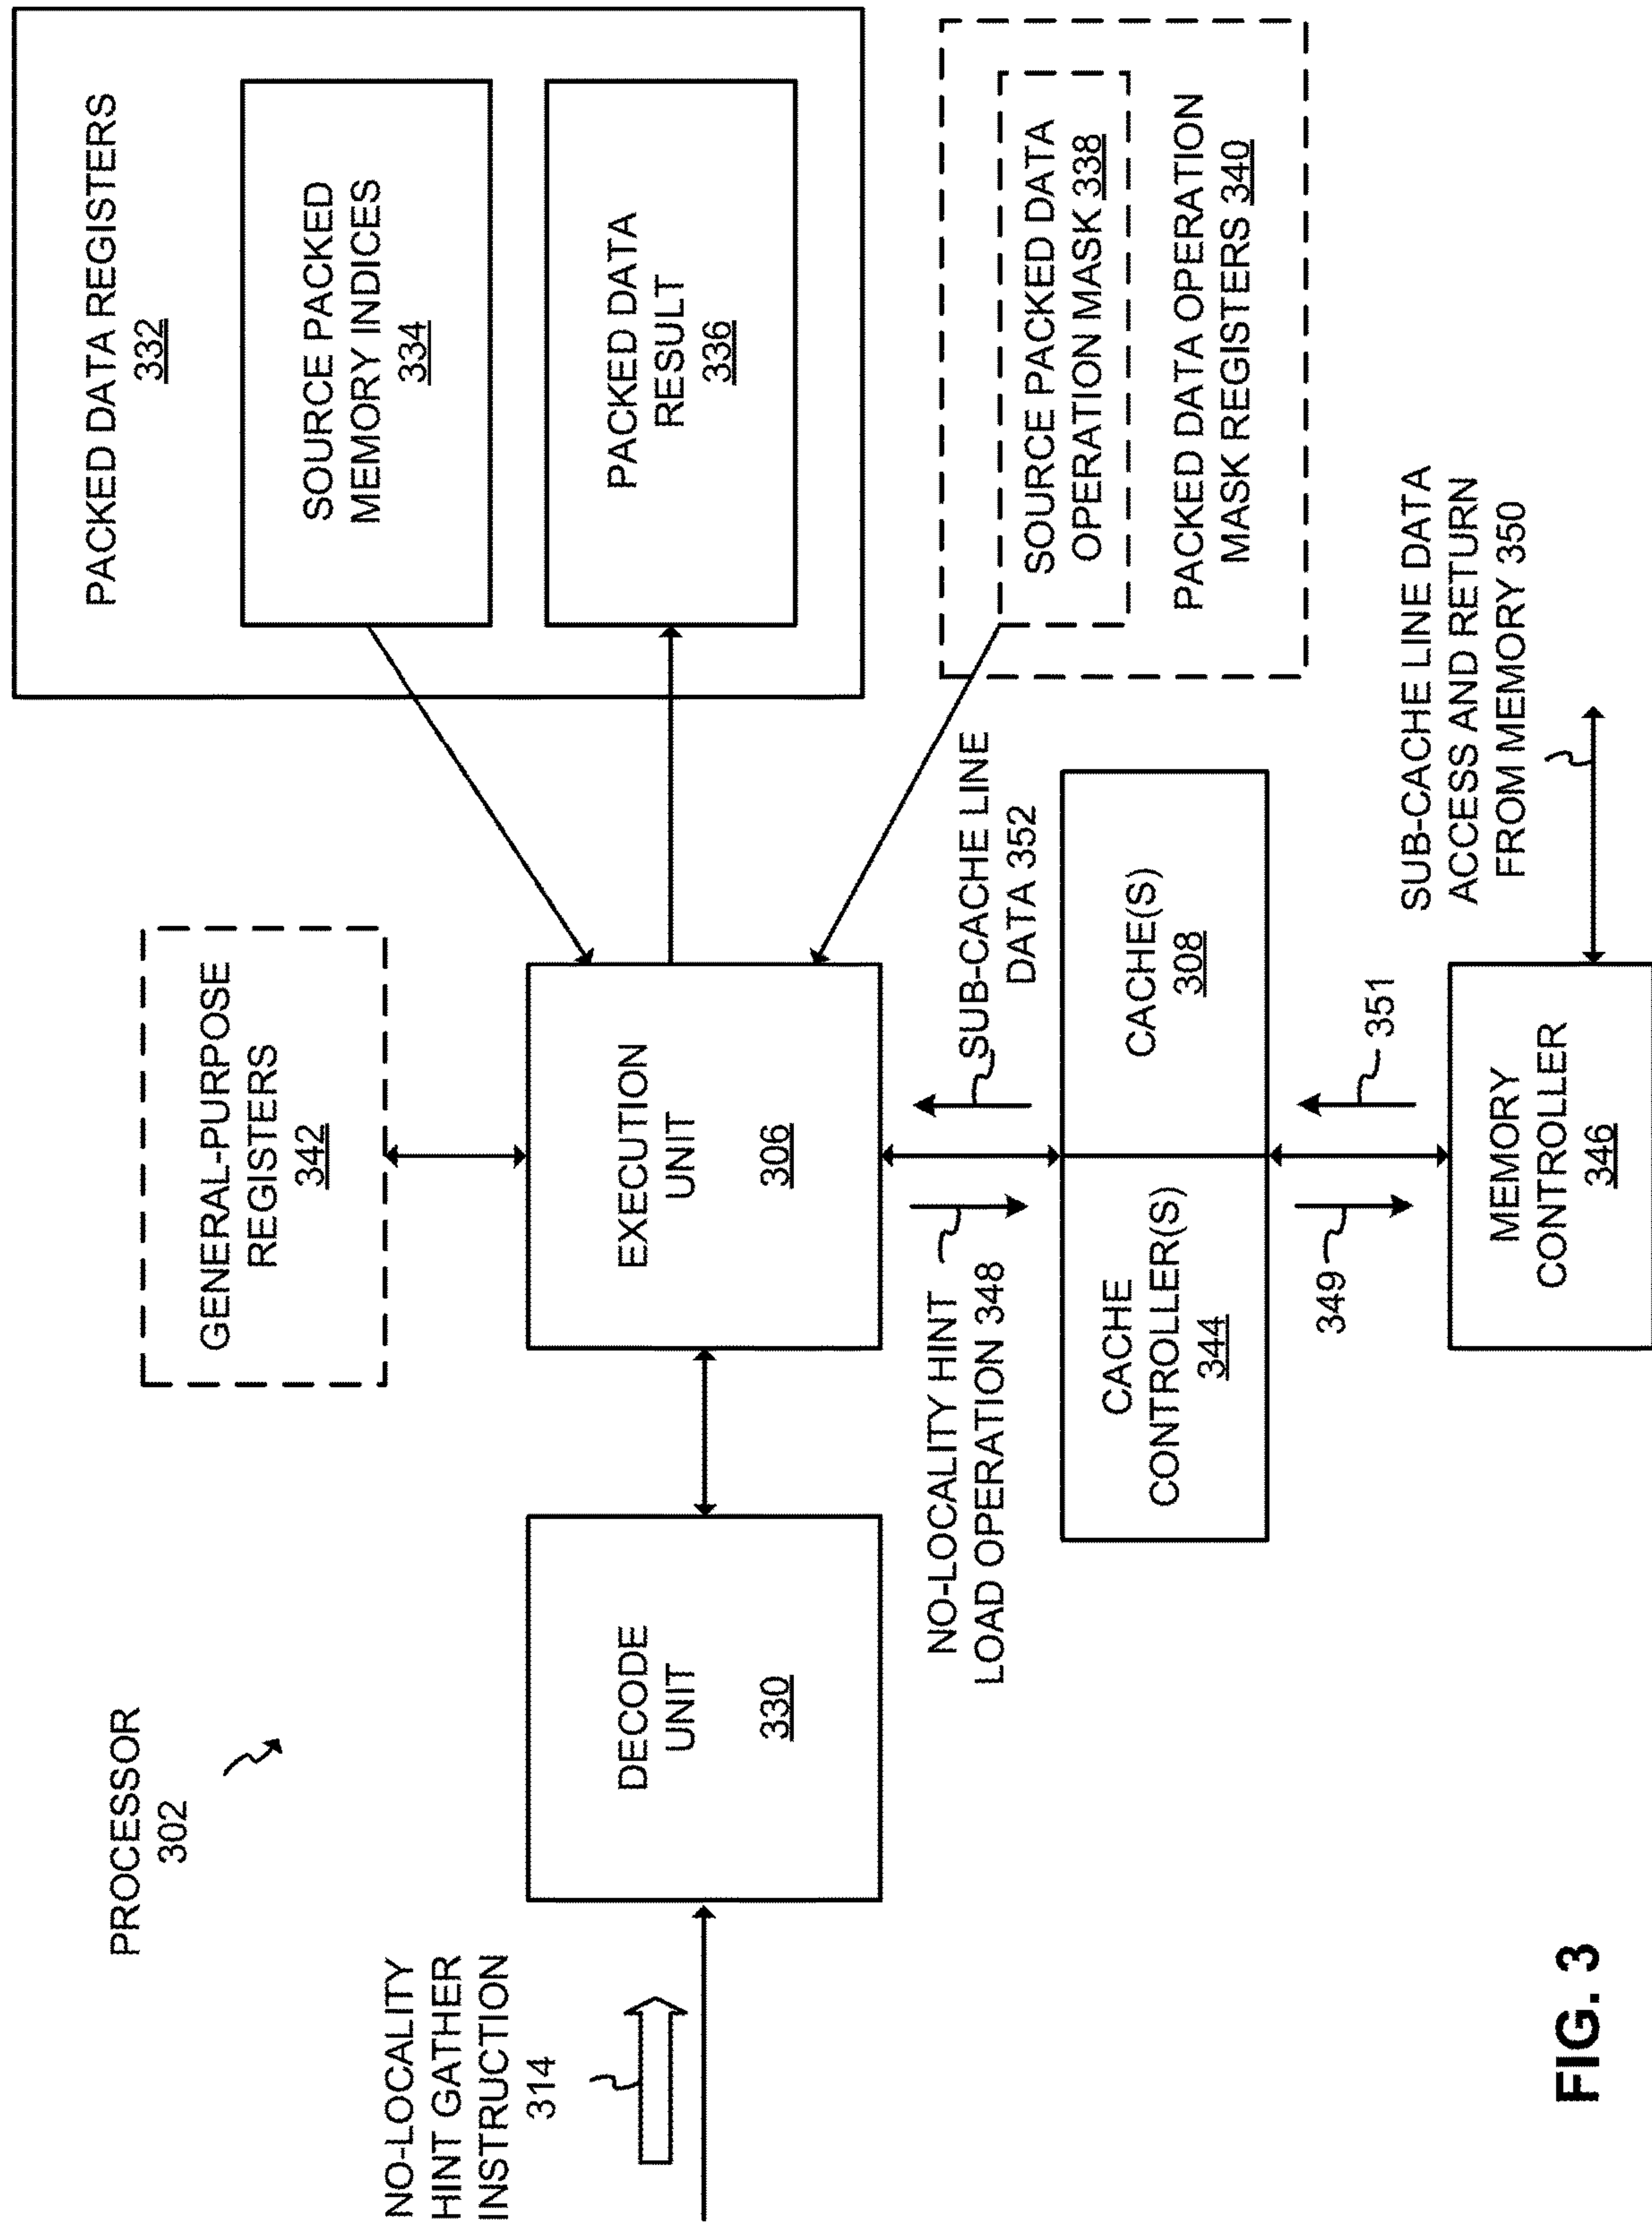 PROCESSOR
302
NO-LOCALITY
HINT GATHER
INSTRUCTION
314
DECODE
UNIT
330
GENERAL-PURPOSE
REGISTERS
342
EXECUTION
UNIT
306
PACKED DATA REGISTERS
332
SOURCE PACKED
MEMORY INDICES
334
PACKED DATA
RESULT
336
SOURCE PACKED DATA
OPERATION MASK 338
PACKED DATA OPERATION
MASK REGISTERS 340
NO-LOCALITY HINT
LOAD OPERATION 348
SUB-CACHE LINE
DATA 352
CACHE
CONTROLLER(S)
344
CACHE(S)
308
349
351
MEMORY
CONTROLLER
346
SUB-CACHE LINE DATA
ACCESS AND RETURN
FROM MEMORY 350
FIG. 3